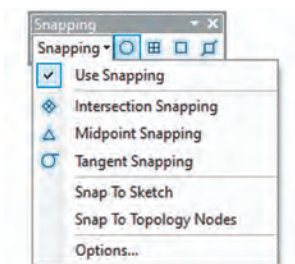 Snapping
Snapping
Use Snapping
Intersection Snapping
Midpoint Snapping
Tangent Snapping
Snap To Sketch
Snap To Topology Nodes
Options...